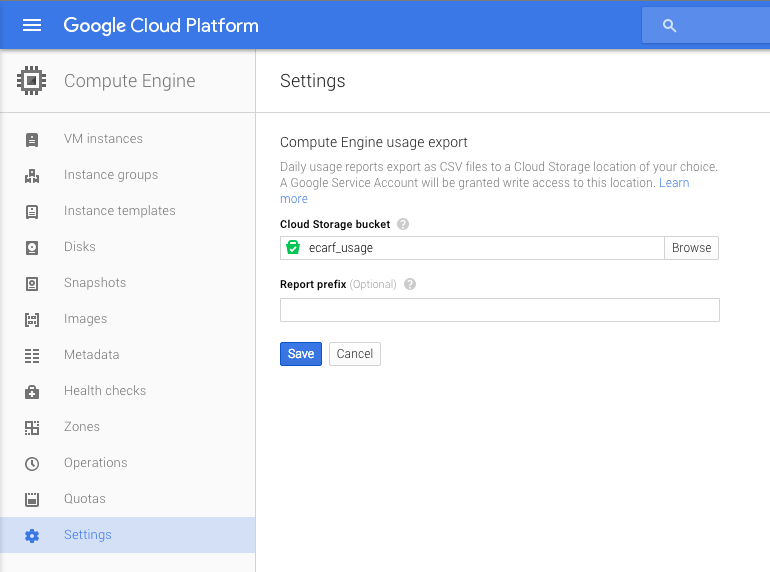 Google Cloud Platform
Compute Engine
Settings
VM instances
Instance groups
Instance templates
Disks
Snapshots
Images
Metadata
Health checks
Zones
Operations
Quotas
Settings
Compute Engine usage export
Daily usage reports export as CSV files to a Cloud Storage location of your choice.
A Google Service Account will be granted write access to this location. Learn
more
Cloud Storage bucket ?
ecarf_usage Browse
Report prefix (Optional) ?
Save Cancel